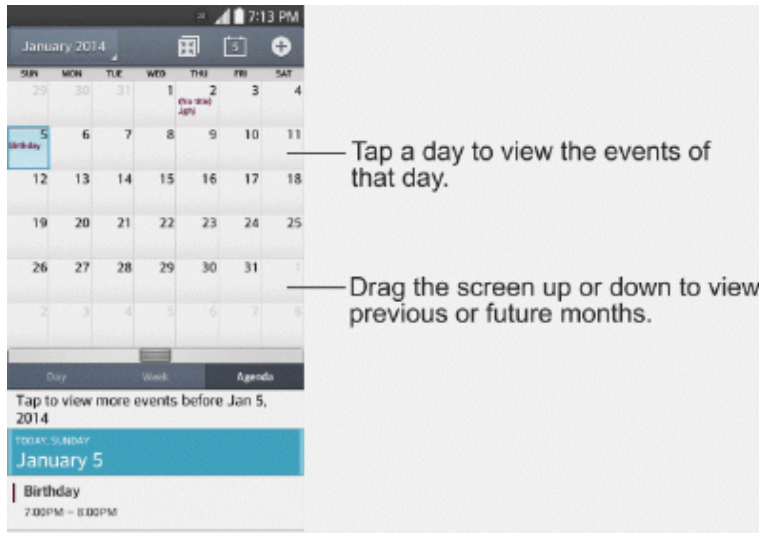 7:13 PM
January 2014
5
SUN MON TUE WED THU FRI SAT
29 30 31 1 2 3 4
(No title)
5 6 7 8 9 10 11
Birthday
12 13 14 15 16 17 18
19 20 21 22 23 24 25
26 27 28 29 30 31 1
2 3 4 5 6 7 8
Day Week Agenda
Tap to view more events before Jan 5,
2014
TODAY, SUNDAY
January 5
Birthday
7:00PM – 8:00PM
Tap a day to view the events of
that day.
Drag the screen up or down to view
previous or future months.